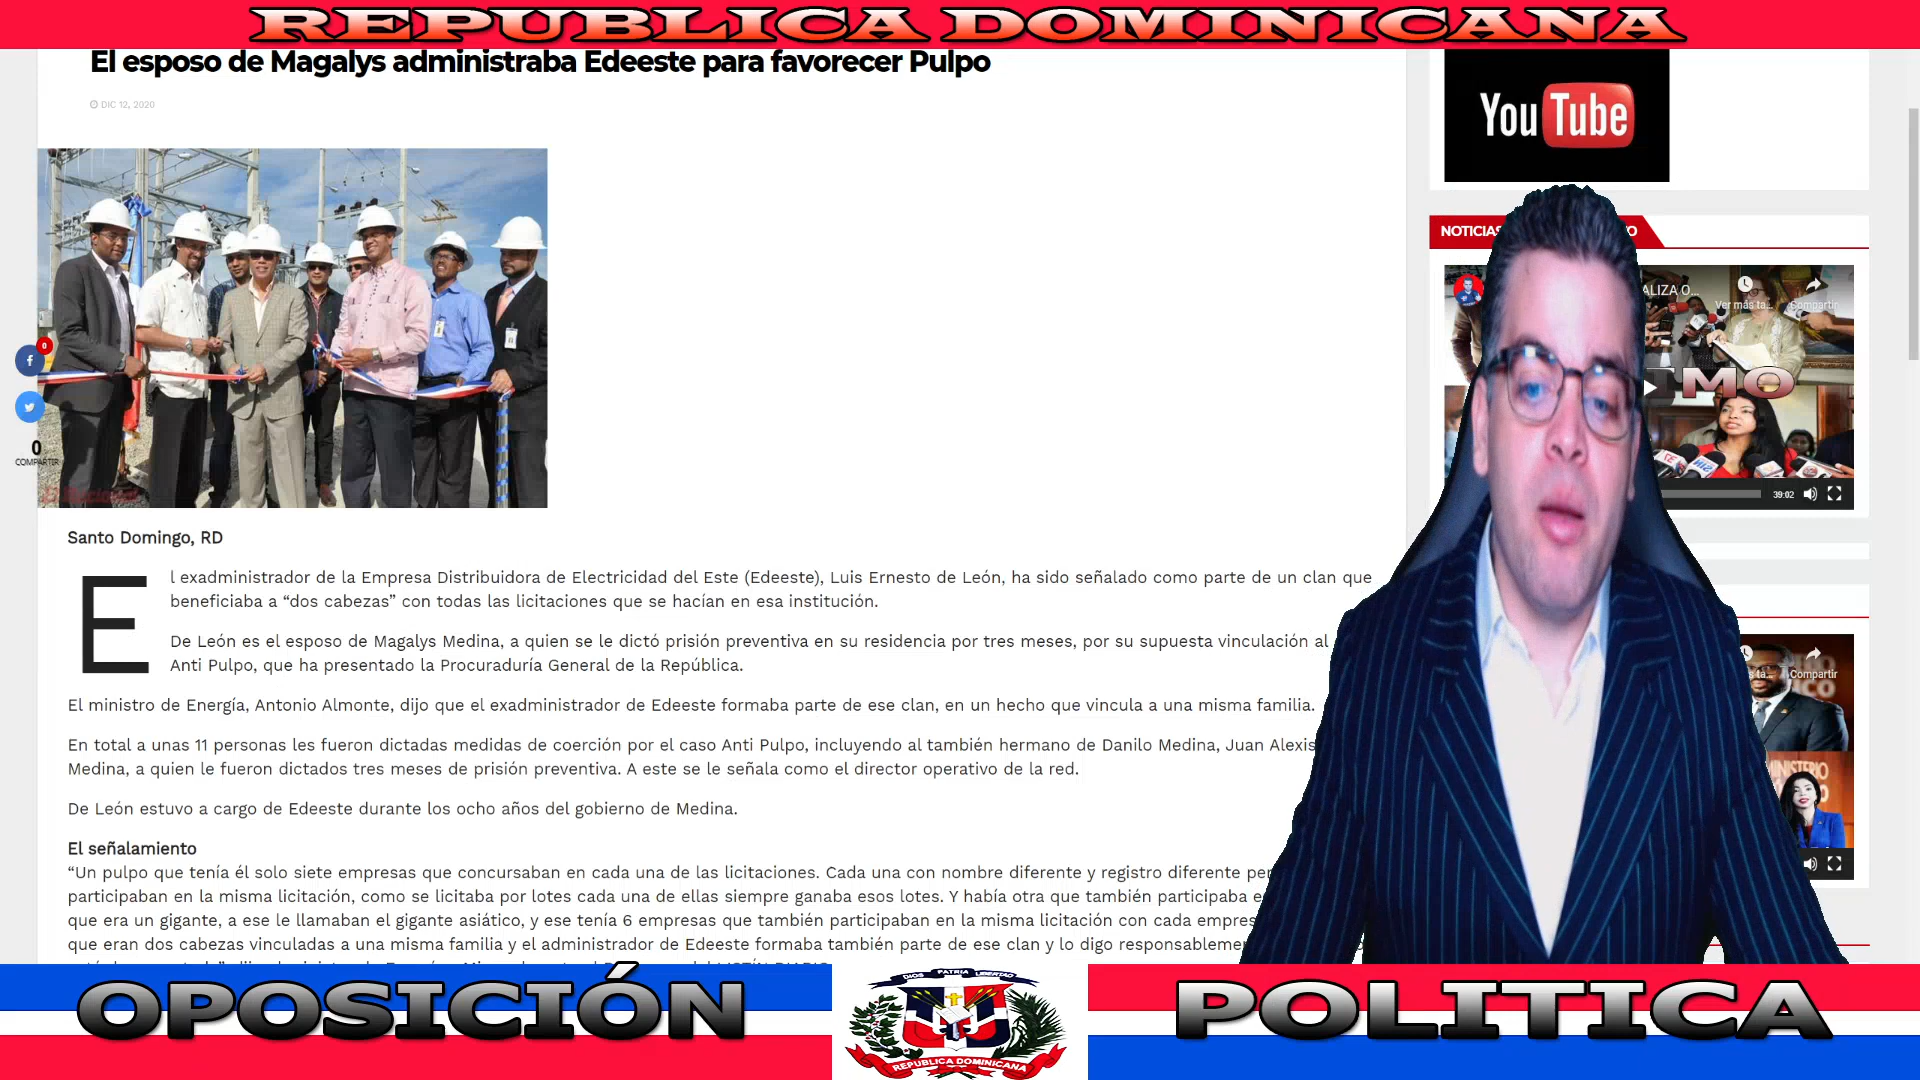 REPUBLICA DOMINICANA
El esposo de Magalys administraba Edeeste para favorecer Pulpo
DIC 12, 2020
You Tube
NOTICIAS
O
ALIZA O...
Ver más ta...
Compartir
MO
39:02
0
0
COMPARTIR
Santo Domingo, RD
El exadministrador de la Empresa Distribuidora de Electricidad del Este (Edeeste), Luis Ernesto de León, ha sido señalado como parte de un clan que
beneficiaba a “dos cabezas” con todas las licitaciones que se hacían en esa institución.
De León es el esposo de Magalys Medina, a quien se le dictó prisión preventiva en su residencia por tres meses, por su supuesta vinculación al
Anti Pulpo, que ha presentado la Procuraduría General de la República.
El ministro de Energía, Antonio Almonte, dijo que el exadministrador de Edeeste formaba parte de ese clan, en un hecho que vincula a una misma familia.
En total a unas 11 personas les fueron dictadas medidas de coerción por el caso Anti Pulpo, incluyendo al también hermano de Danilo Medina, Juan Alexis
Medina, a quien le fueron dictados tres meses de prisión preventiva. A este se le señala como el director operativo de la red.
De León estuvo a cargo de Edeeste durante los ocho años del gobierno de Medina.
El señalamiento
“Un pulpo que tenía él solo siete empresas que concursaban en cada una de las licitaciones. Cada una con nombre diferente y registro diferente
participaban en la misma licitación, como se licitaba por lotes cada una de ellas siempre ganaba esos lotes. Y había otra que también participaba
que era un gigante, a ese le llamaban el gigante asiático, y ese tenía 6 empresas que también participaban en la misma licitación con cada
que eran dos cabezas vinculadas a una misma familia y el administrador de Edeeste formaba también parte de ese clan y lo digo
Compartir
OPOSICIÓN
DIOS PATRIA LIBERTAD
REPUBLICA DOMINICANA
POLITICA